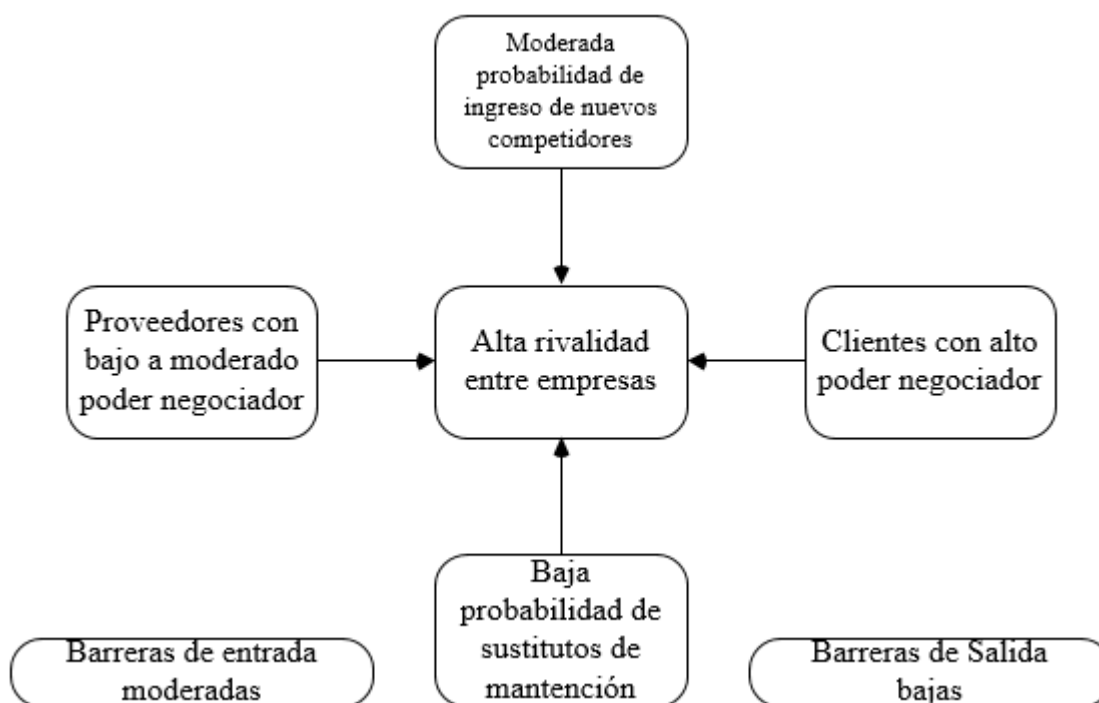 Moderada
probabilidad de
ingreso de nuevos
competidores
Proveedores con
bajo a moderado
poder negociador
Alta rivalidad
entre empresas
Clientes con alto
poder negociador
Baja
probabilidad de
sustitutos de
mantención
Barreras de entrada
moderadas
Barreras de Salida
bajas